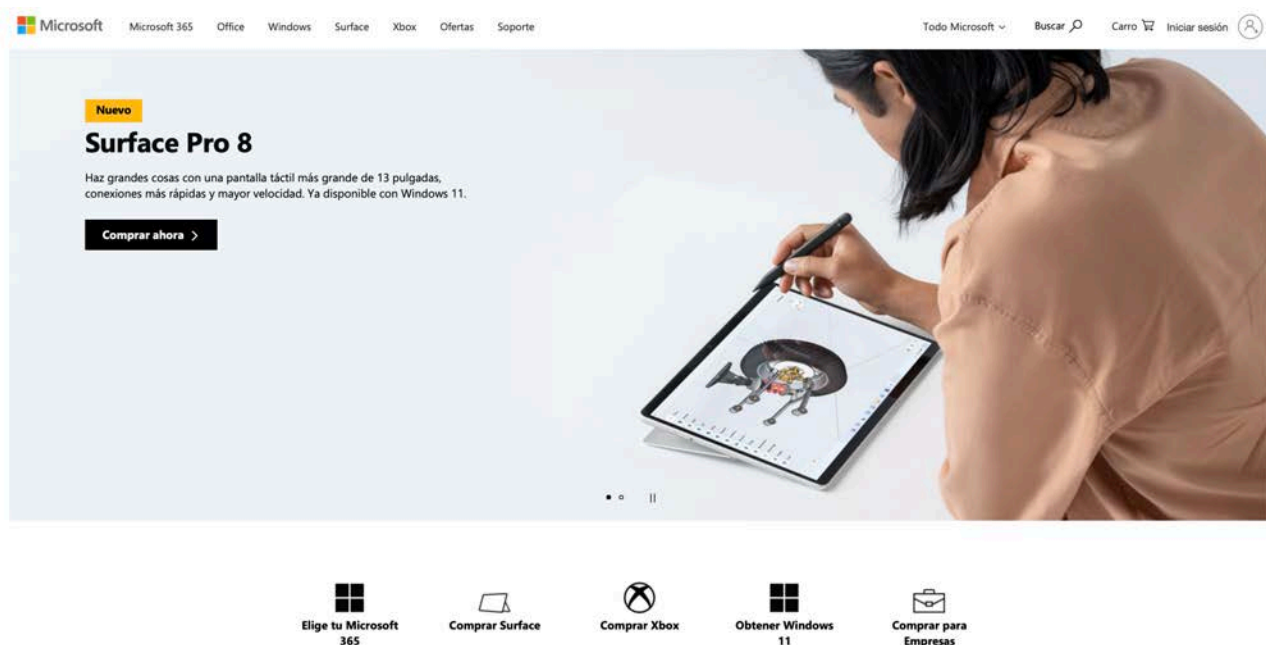 Microsoft
Microsoft 365
Office
Windows
Surface
Xbox
Ofertas
Soporte
Todo Microsoft
Buscar
Carro
Iniciar sesión
Nuevo
Surface Pro 8
Haz grandes cosas con una pantalla táctil más grande de 13 pulgadas,
conexiones más rápidas y mayor velocidad. Ya disponible con Windows 11.
Comprar ahora
Elige tu Microsoft
365
Comprar Surface
Comprar Xbox
Obtener Windows
11
Comprar para
Empresas